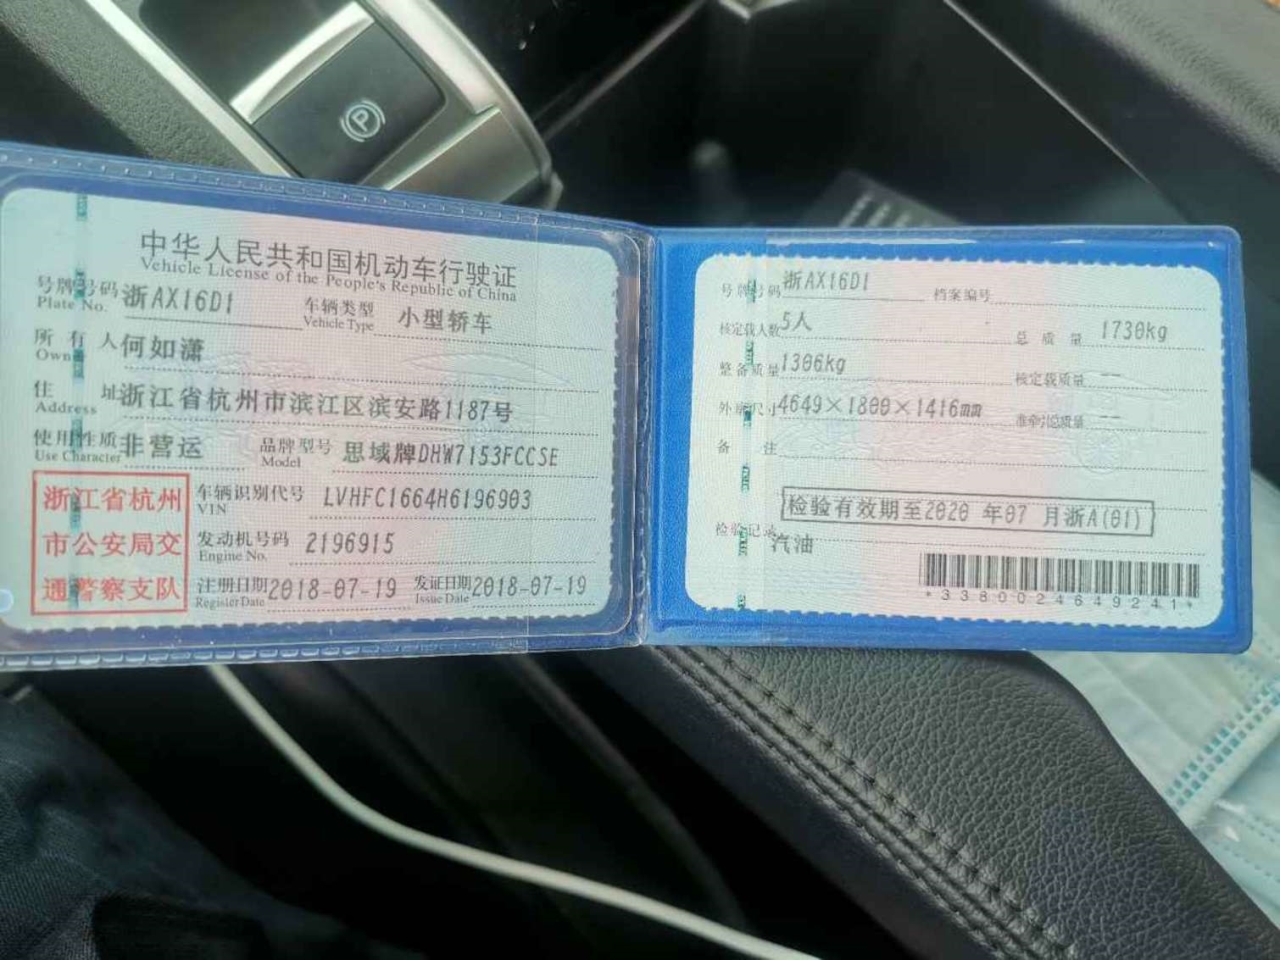 中华人民共和国机动车行驶证
Vehicle License of the People's Republic of China
号牌号码 浙AX16D1 车辆类型 小型轿车
Plate No. Vehicle Type
所有人 何如潇
Owner
住址 浙江省杭州市滨江区滨安路1187号
Address
使用性质 非营运 品牌型号 思域牌DHW7153FCCSE
Use Character Model
浙江省杭州
市公安局交
通警察支队
车辆识别代号 LVHFC1664H6196903
VIN
发动机号码 2196915
Engine No.
注册日期 2018-07-19 发证日期 2018-07-19
Register Date Issue Date
号牌号码 浙AX16D1 档案编号
核定载人数 5人 总质量 1730kg
整备质量 1306kg 核定载质量 --
外廓尺寸 4649×1800×1416mm 准牵引总质量 --
备注
检验有效期至2020 年07 月浙A(01)
检验记录
汽油
*3380024649241*
P